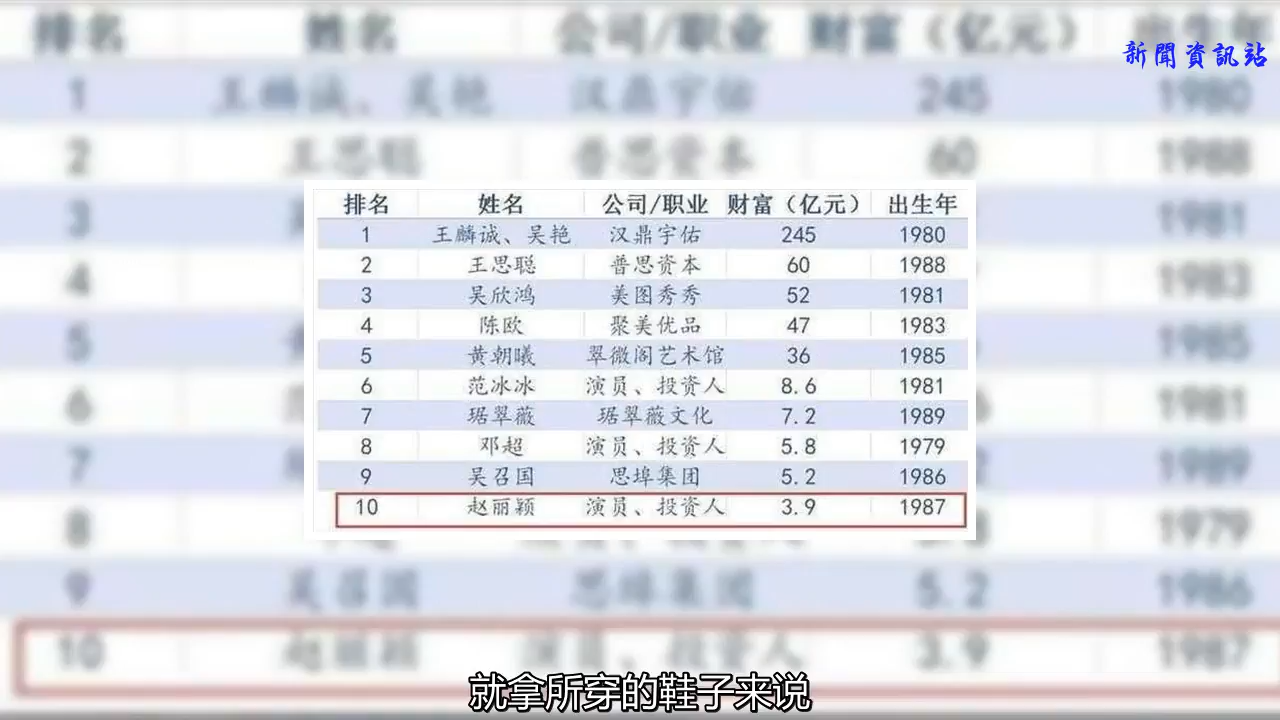 新聞資訊站
排名 姓名 公司/职业 财富（亿元） 出生年
1 王麟诚、吴艳 汉鼎宇佑 245 1980
2 王思聪 普思资本 60 1988
3 吴欣鸿 美图秀秀 52 1981
4 陈欧 聚美优品 47 1983
5 黄朝曦 翠微阁艺术馆 36 1985
6 范冰冰 演员、投资人 8.6 1981
7 琚翠薇 琚翠薇文化 7.2 1989
8 邓超 演员、投资人 5.8 1979
9 吴召国 思埠集团 5.2 1986
10 赵丽颖 演员、投资人 3.9 1987
就拿所穿的鞋子来说